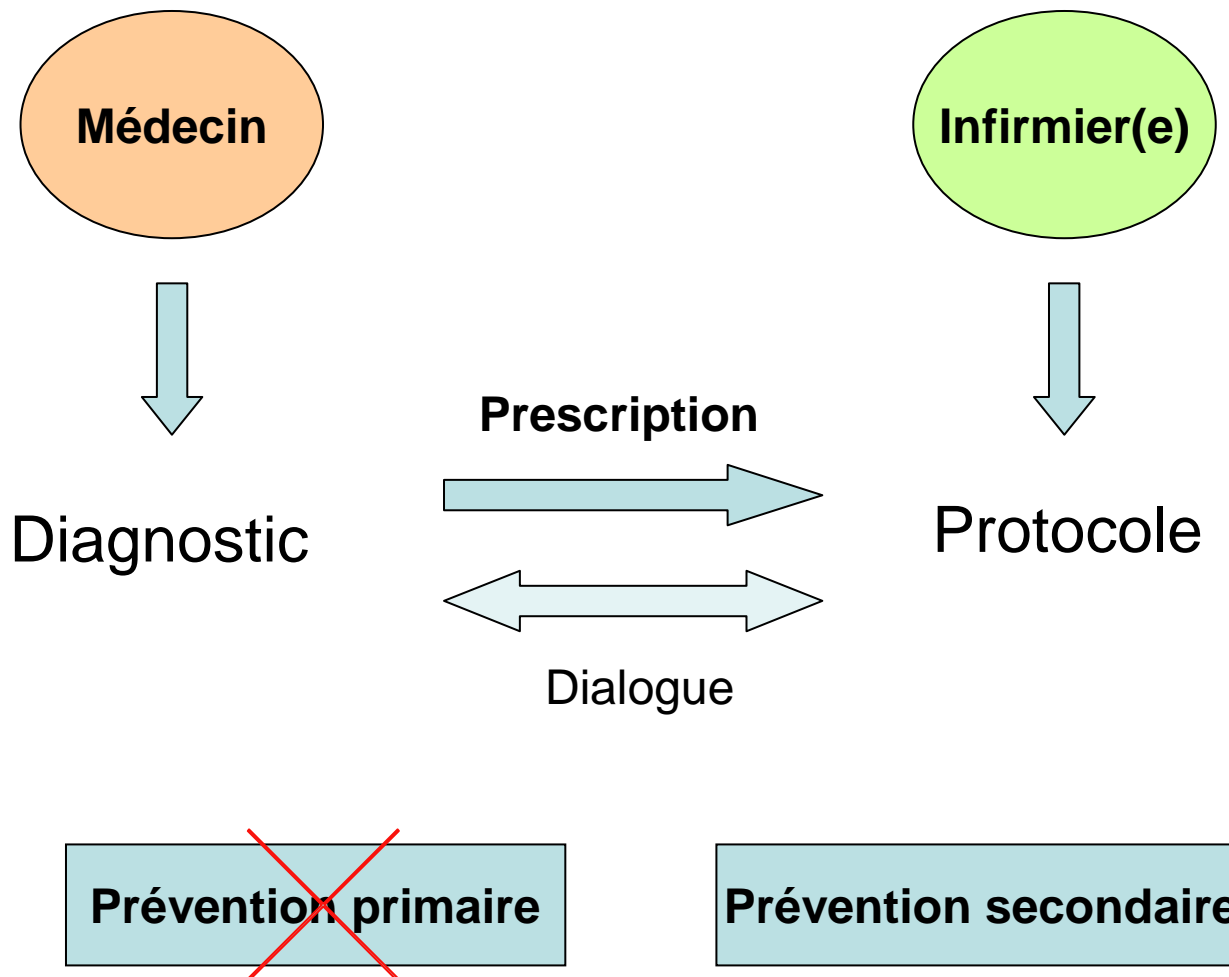 Médecin
Infirmier(e)
Prescription
Diagnostic
Protocole
Dialogue
Prévention primaire
Prévention secondaire